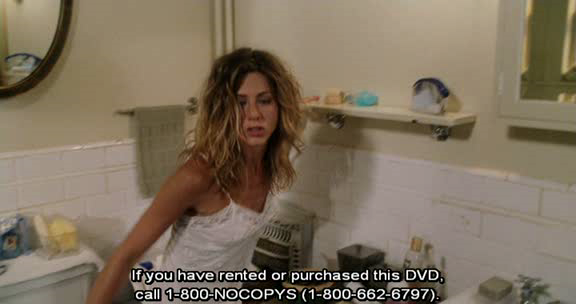 If you have rented or purchased this DVD,
call 1-800-NOCOPYS (1-800-662-6797).